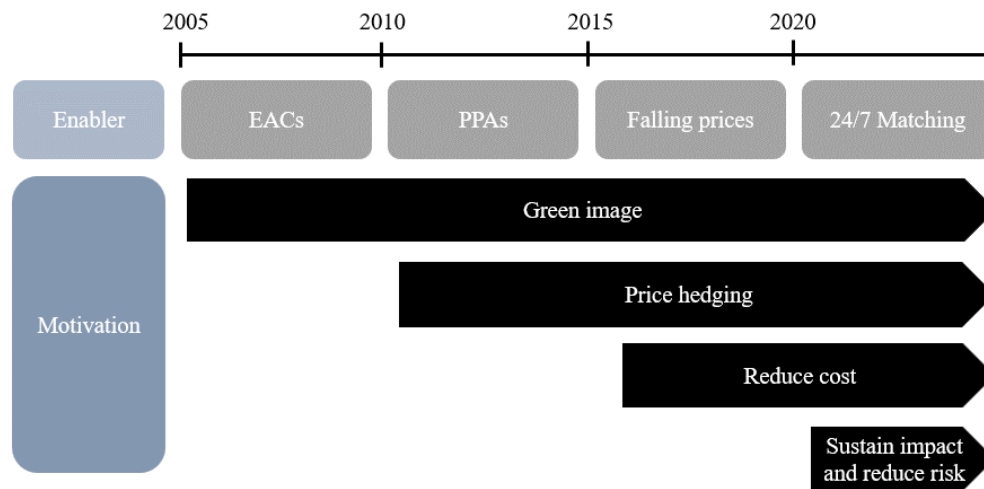 2005 2010 2015 2020
Enabler EACs PPAs Falling prices 24/7 Matching
Green image
Price hedging
Motivation
Reduce cost
Sustain impact
and reduce risk